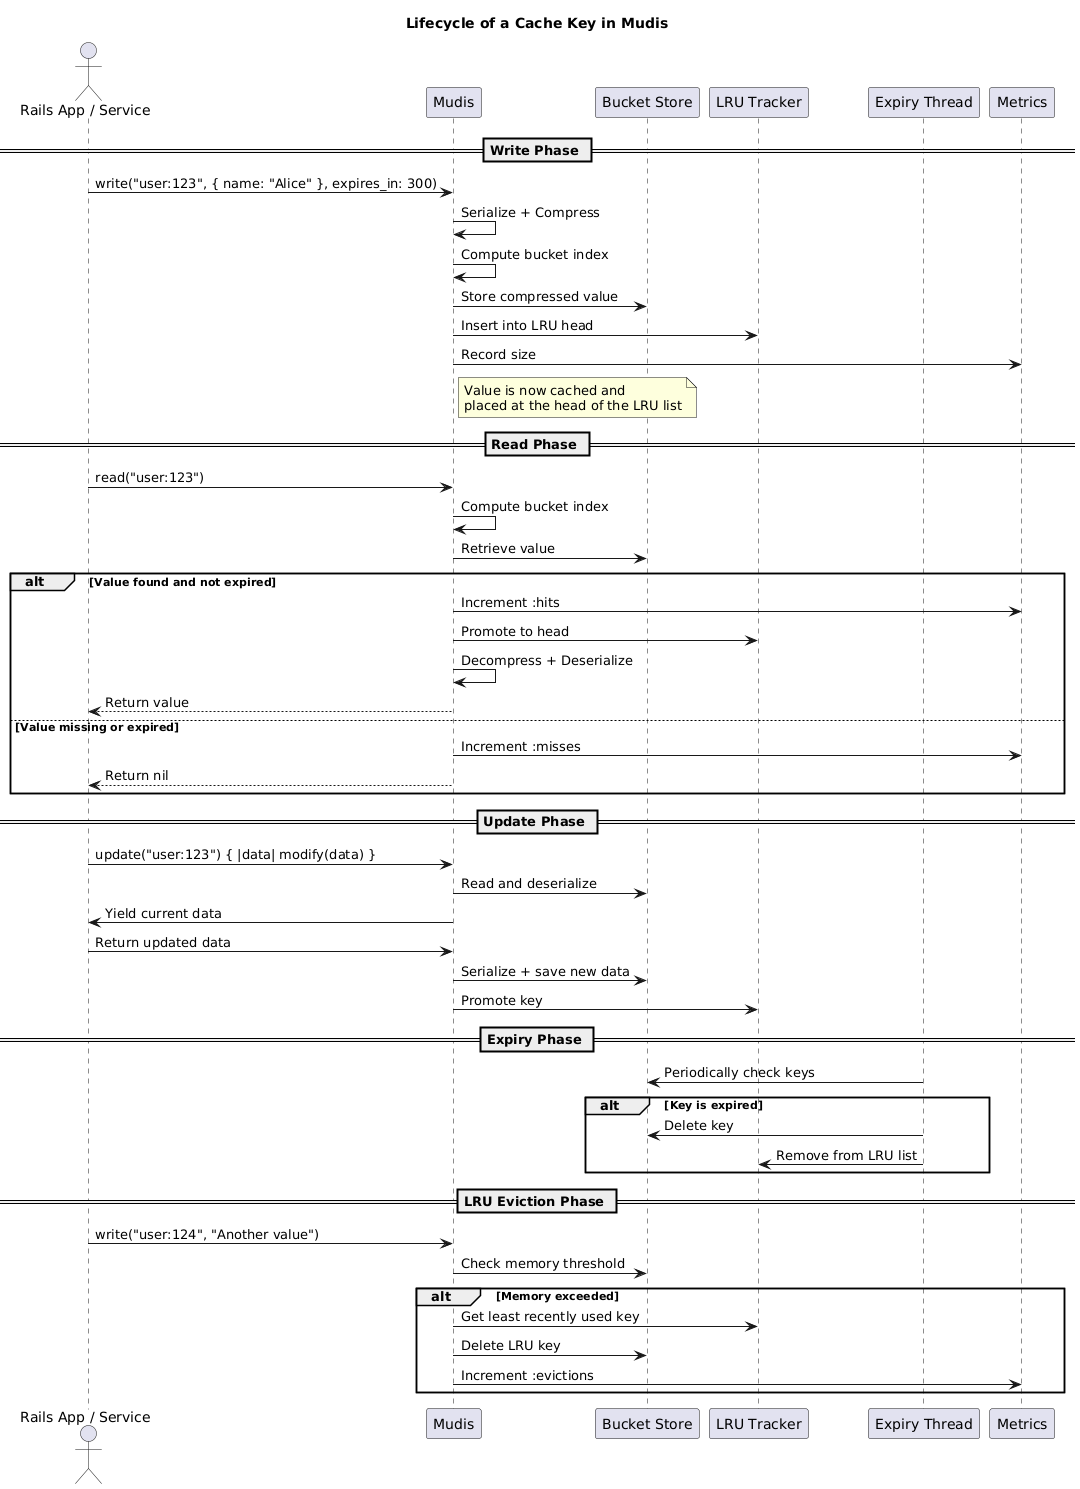 Lifecycle of a Cache Key in Mudis
Rails App / Service
Mudis
Bucket Store
LRU Tracker
Expiry Thread
Metrics
Write Phase
write("user:123", { name: "Alice" }, expires_in: 300)
Serialize + Compress
Compute bucket index
Store compressed value
Insert into LRU head
Record size
Value is now cached and
placed at the head of the LRU list
Read Phase
read("user:123")
Compute bucket index
Retrieve value
alt [Value found and not expired]
Increment :hits
Promote to head
Decompress + Deserialize
Return value
[Value missing or expired]
Increment :misses
Return nil
Update Phase
update("user:123") { |data| modify(data) }
Read and deserialize
Yield current data
Return updated data
Serialize + save new data
Promote key
Expiry Phase
Periodically check keys
alt [Key is expired]
Delete key
Remove from LRU list
LRU Eviction Phase
write("user:124", "Another value")
Check memory threshold
alt [Memory exceeded]
Get least recently used key
Delete LRU key
Increment :evictions
Rails App / Service
Mudis
Bucket Store
LRU Tracker
Expiry Thread
Metrics